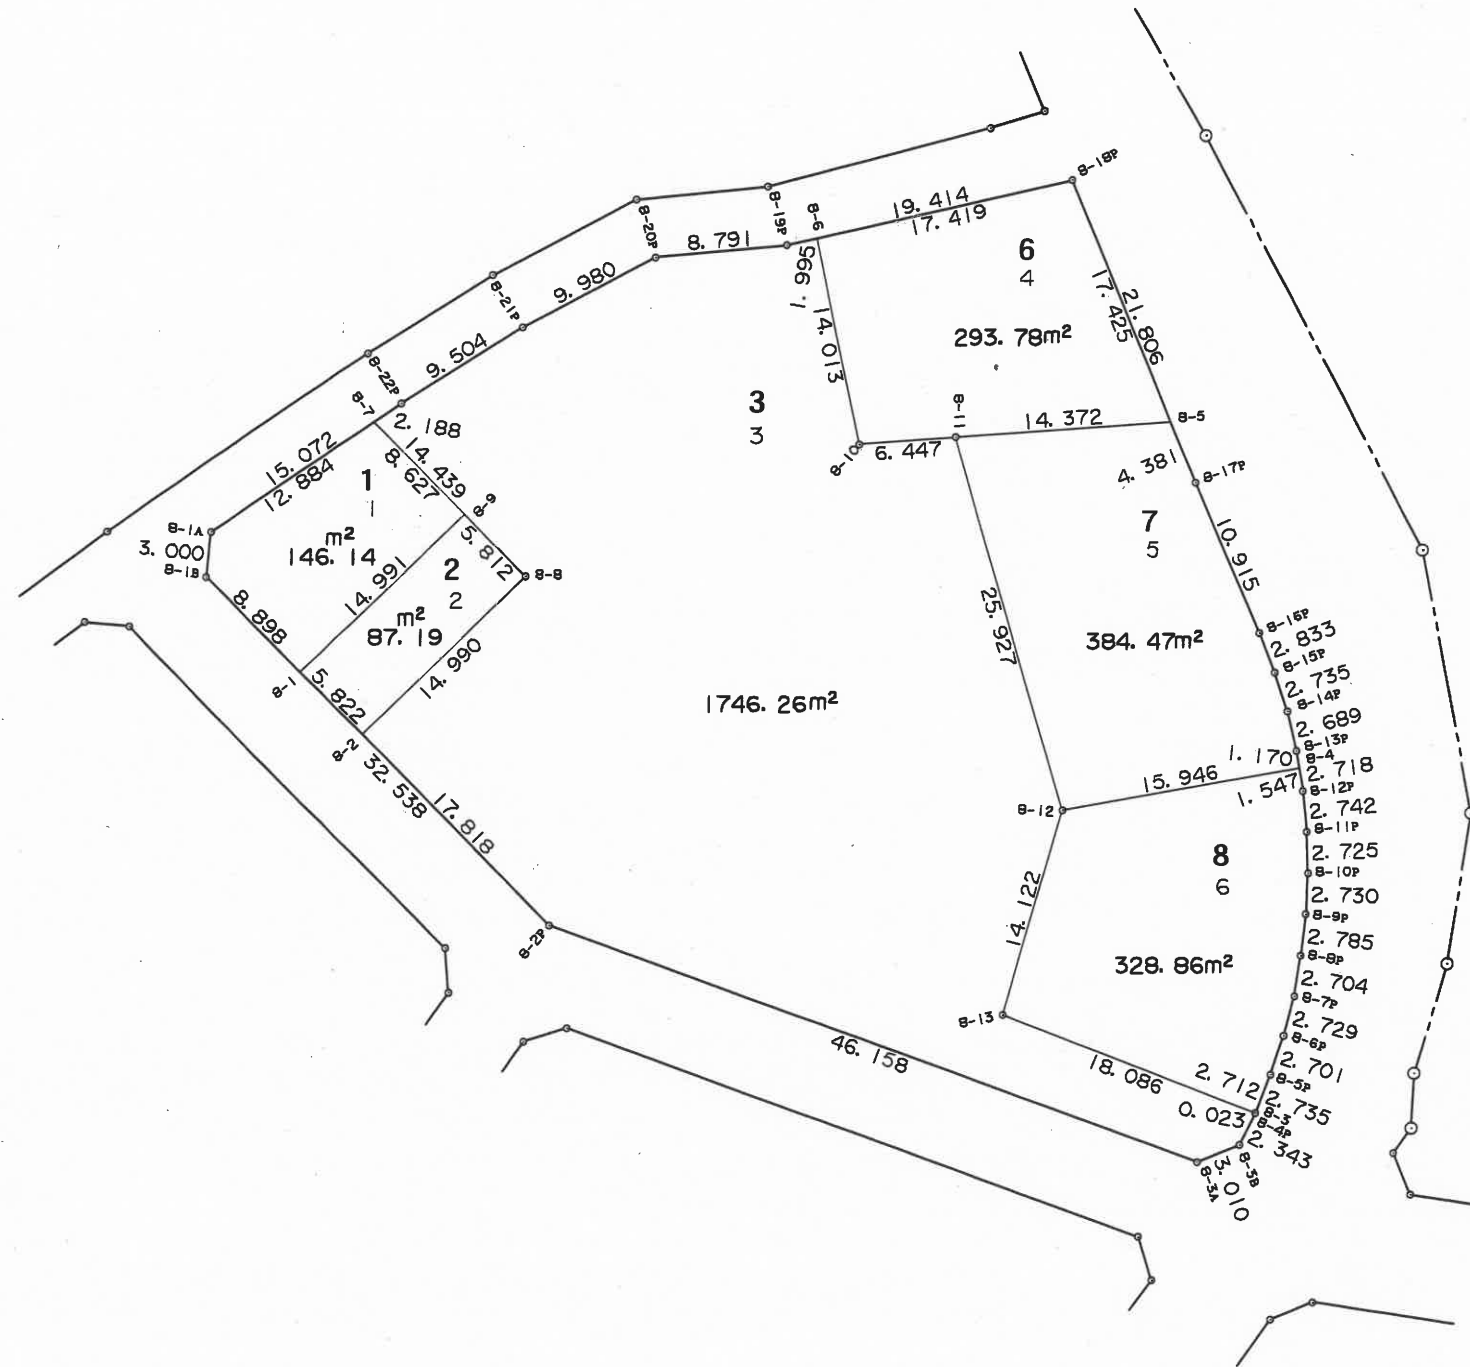 8-18P
19. 414
17. 419
8-6
8-19P
8-20P
8. 791
1. 995
6
4
293. 78m²
17. 425
21. 806
14. 013
9. 980
8-21P
9. 504
8-22P
8-7
2. 188
3
3
8-11
14. 372
8-5
8-10
6. 447
4. 381
8-17P
15. 072
12. 884
14. 439
8. 627
1
1
8-9
m²
146. 14
8-1A
3. 000
8-1B
5. 812
8-8
14. 991
2
2
m²
87. 19
14. 990
8. 898
8-1
5. 822
8-2
32. 538
17. 818
8-2P
7
5
10. 915
384. 47m²
25. 927
8-16P
2. 833
8-15P
2. 735
8-14P
2. 689
8-13P
8-4
1. 170
2. 718
15. 946
1. 547
8-12P
8-12
2. 742
8-11P
2. 725
8-10P
2. 730
8-9P
2. 785
8-8P
2. 704
8-7P
2. 729
8-6P
2. 701
8-5P
2. 735
1746. 26m²
8
6
328. 86m²
14. 122
8-13
18. 086
2. 712
0. 023
8-3
8-4P
2. 343
8-3B
3. 010
8-3A
46. 158